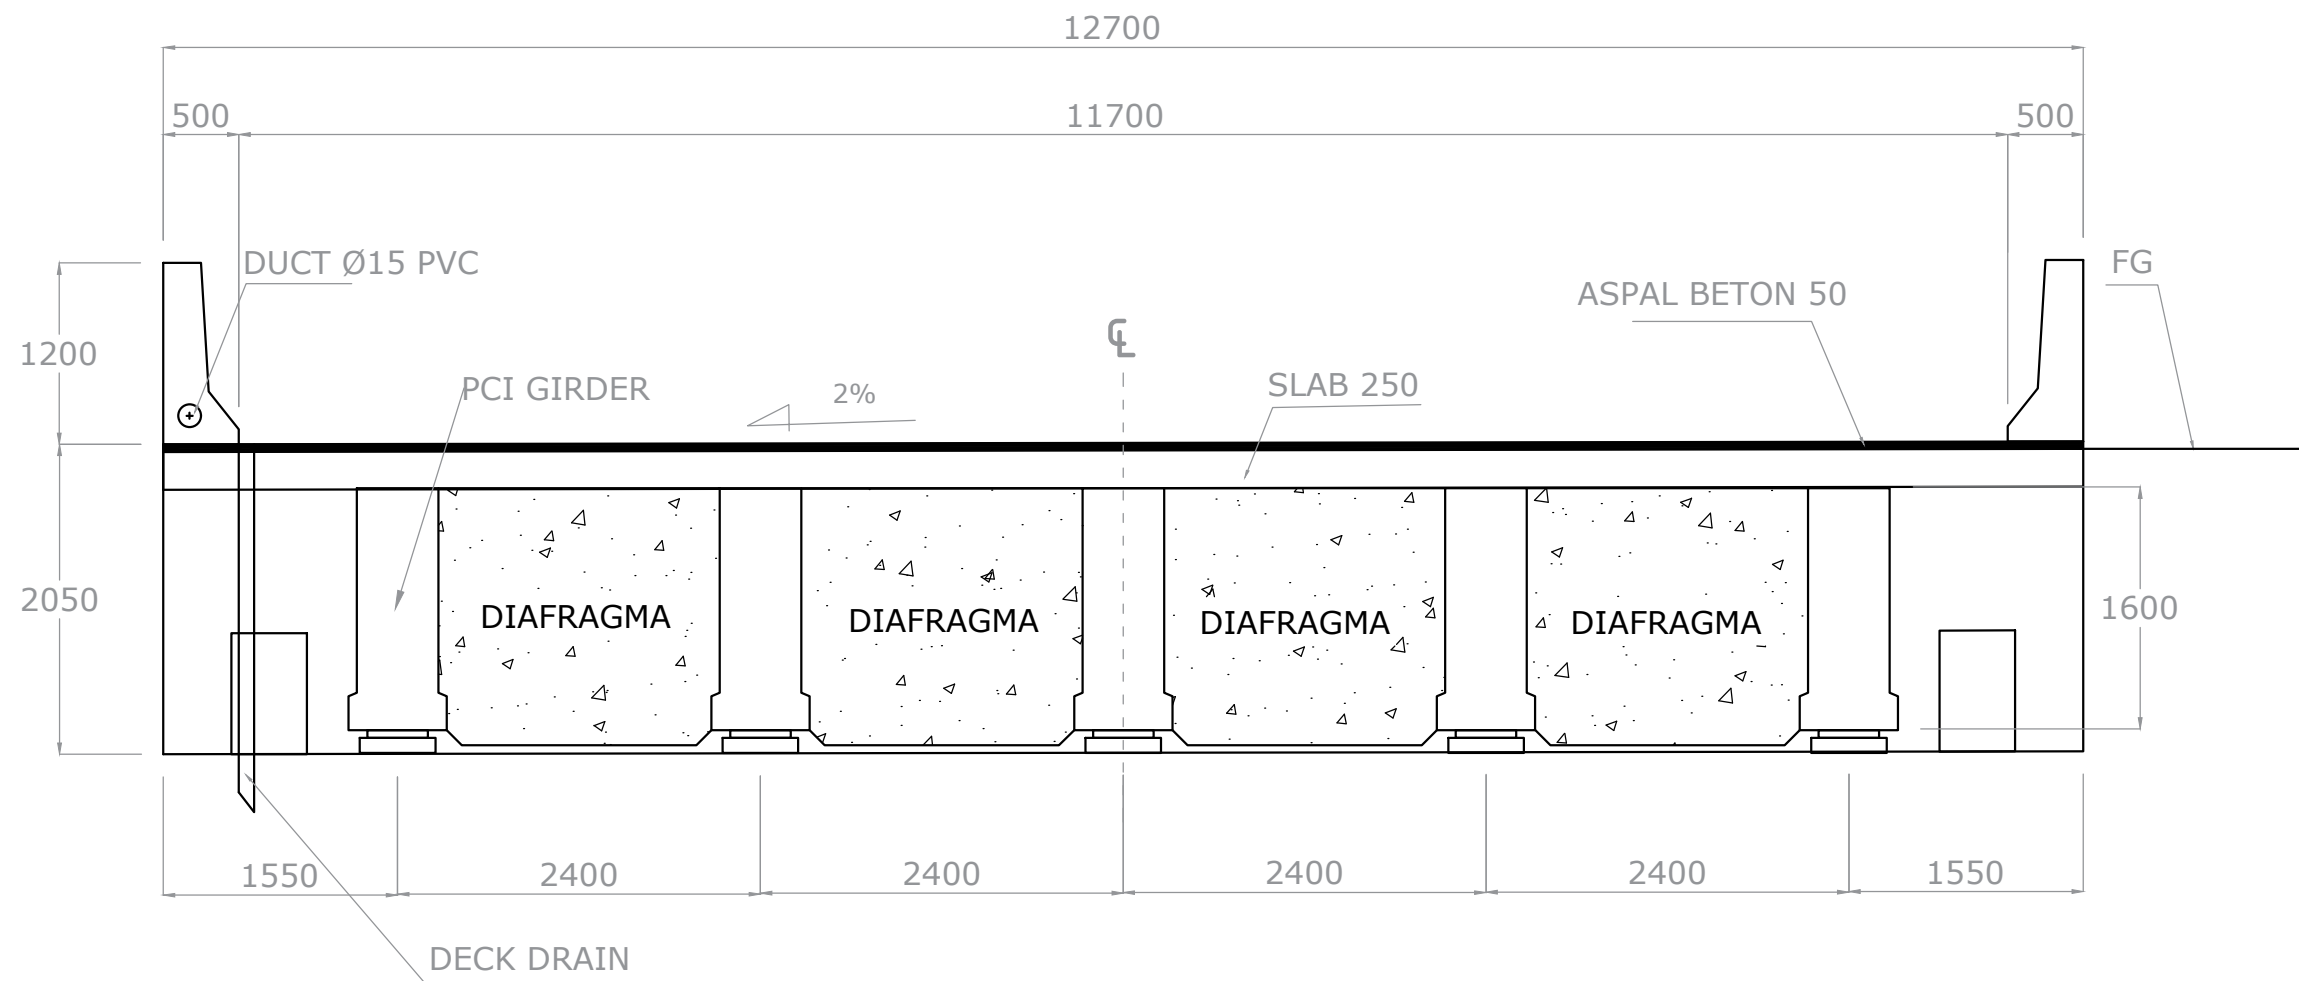 12700
500
11700
500
DUCT Ø15 PVC
FG
ASPAL BETON 50
1200
℄
PCI GIRDER
2%
SLAB 250
2050
DIAFRAGMA
DIAFRAGMA
DIAFRAGMA
DIAFRAGMA
1600
1550
2400
2400
2400
2400
1550
DECK DRAIN